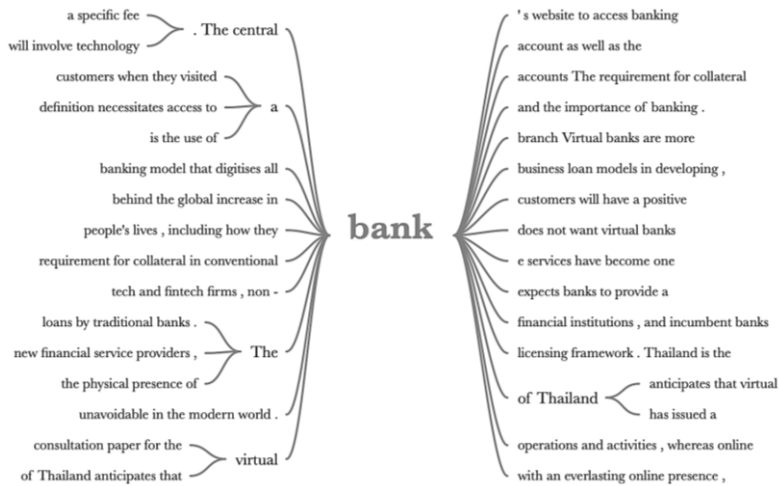 a specific fee
will involve technology
. The central
customers when they visited
definition necessitates access to
is the use of
a
banking model that digitises all
behind the global increase in
people's lives , including how they
requirement for collateral in conventional
tech and fintech firms , non -
loans by traditional banks .
new financial service providers ,
the physical presence of
The
unavoidable in the modern world .
consultation paper for the
of Thailand anticipates that
virtual
bank
' s website to access banking
account as well as the
accounts The requirement for collateral
and the importance of banking .
branch Virtual banks are more
business loan models in developing ,
customers will have a positive
does not want virtual banks
e services have become one
expects banks to provide a
financial institutions , and incumbent banks
licensing framework . Thailand is the
of Thailand
anticipates that virtual
has issued a
operations and activities , whereas online
with an everlasting online presence ,